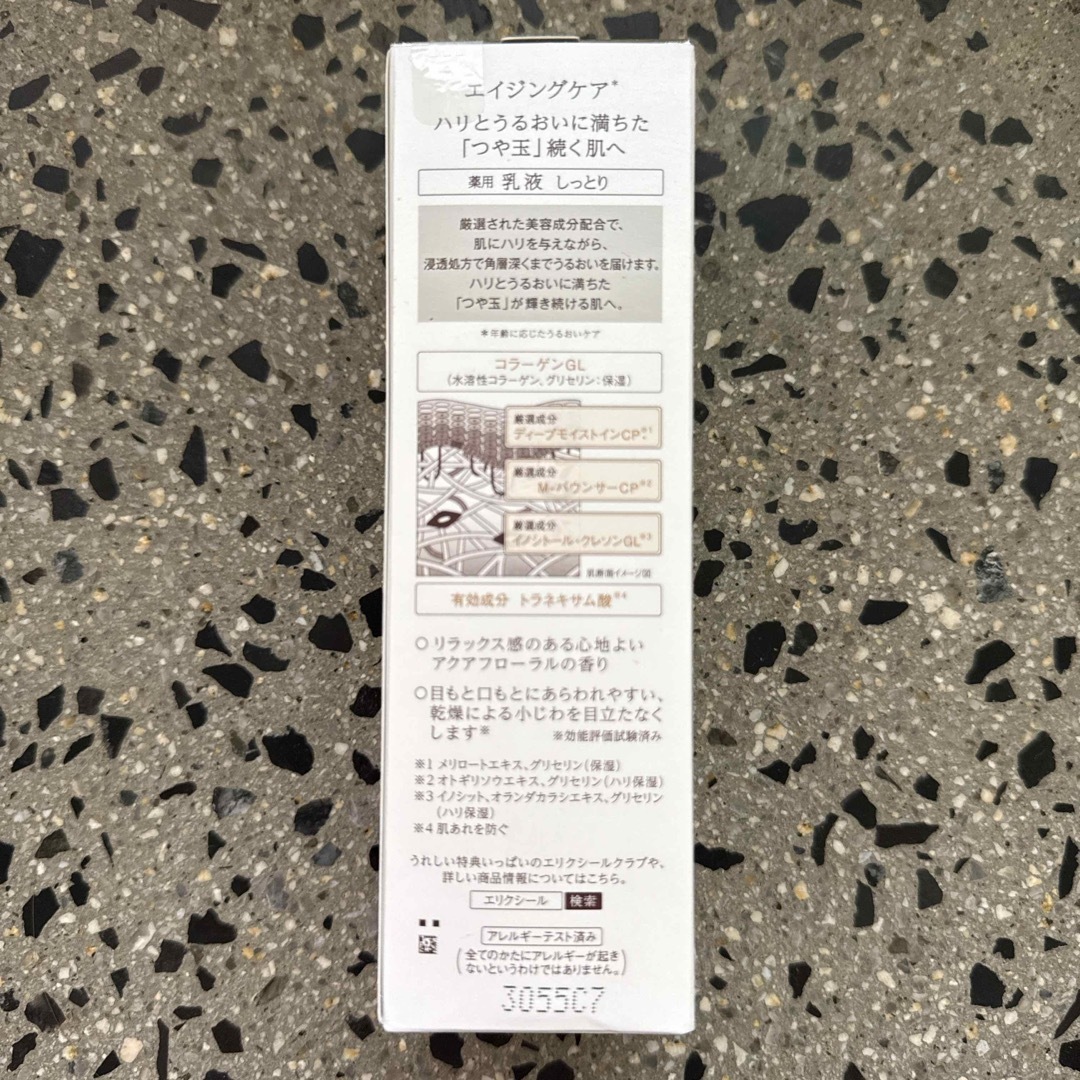 エイジングケア*
ハリとうるおいに満ちた
「つや玉」続く肌へ
薬用 乳液 しっとり
厳選された美容成分配合で、
肌にハリを与えながら、
浸透処方で角層深くまでうるおいを届けます。
ハリとうるおいに満ちた
「つや玉」が輝き続ける肌へ。
*年齢に応じたうるおいケア
コラーゲンGL
(水溶性コラーゲン、グリセリン:保湿)
厳選成分
ディープモイストインCP※1
厳選成分
M-バウンサーCP※2
厳選成分
イノシトール・クレソンGL※3
肌断面イメージ図
有効成分 トラネキサム酸※4
○リラックス感のある心地よい
アクアフローラルの香り
○目もと口もとにあらわれやすい、
乾燥による小じわを目立たなく
します※ ※効能評価試験済み
※1 メリロートエキス、グリセリン(保湿)
※2 オトギリソウエキス、グリセリン(ハリ保湿)
※3 イノシット、オランダカラシエキス、グリセリン
(ハリ保湿)
※4 肌あれを防ぐ
うれしい特典いっぱいのエリクシールクラブや、
詳しい商品情報についてはこちら。
エリクシール 検索
アレルギーテスト済み
(全てのかたにアレルギーが起き
ないというわけではありません。)
3055C7